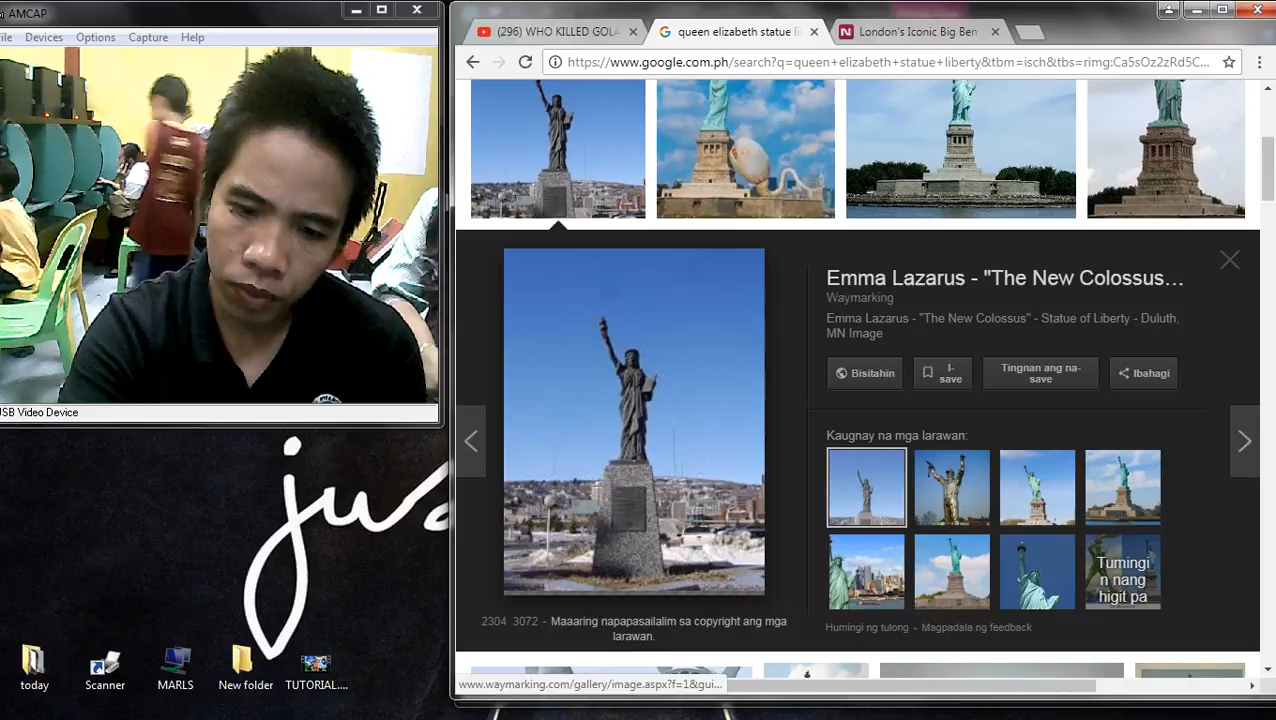 AMCAP
ile Devices Options Capture Help
JSB Video Device
today
Scanner
MARLS
New folder
TUTORIAL....
(296) WHO KILLED GOLA
queen elizabeth statue li
London's Iconic Big Ben
https://www.google.com.ph/search?q=queen+elizabeth+statue+liberty&tbm=isch&tbs=rimg:Ca5sOz2zRd5C...
Emma Lazarus - "The New Colossus...
Waymarking
Emma Lazarus - "The New Colossus" - Statue of Liberty - Duluth,
MN Image
Bisitahin
I-
save
Tingnan ang na-
save
Ibahagi
Kaugnay na mga larawan:
Tumingi
n nang
higit pa
2304 3072 - Maaaring napapasailalim sa copyright ang mga
larawan.
Humingi ng tulong - Magpadala ng feedback
www.waymarking.com/gallery/image.aspx?f=1&gui...